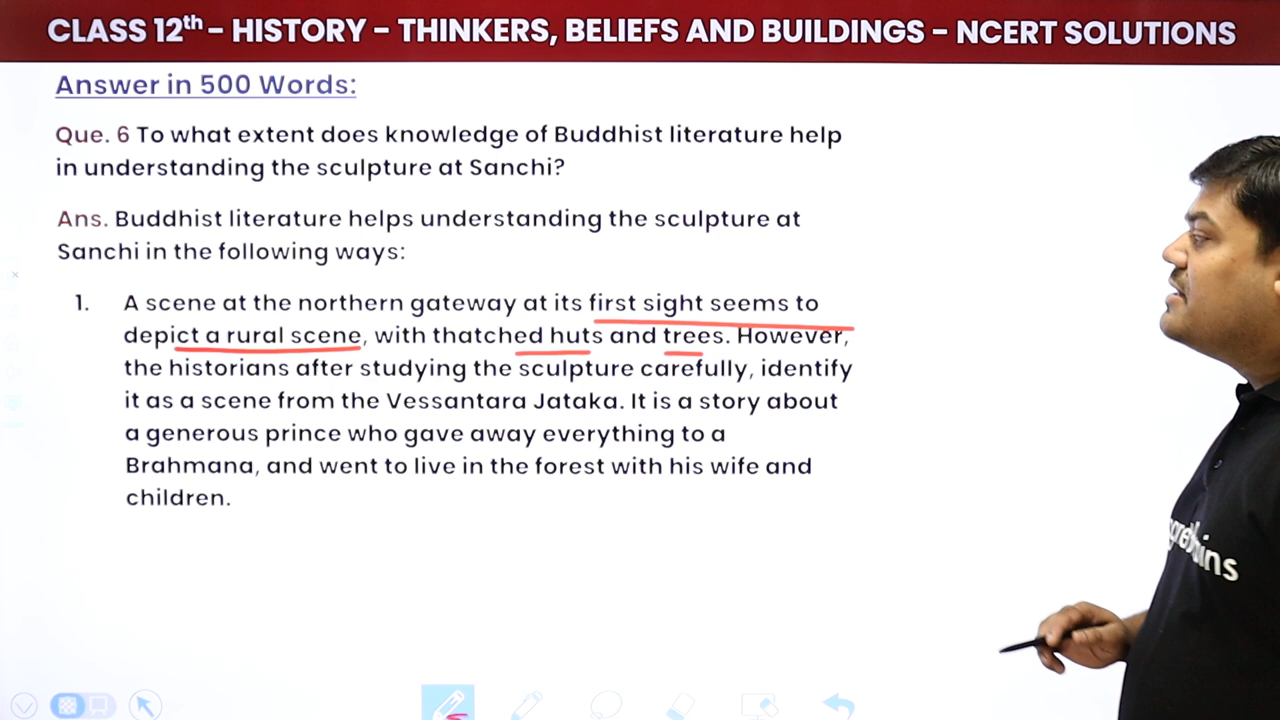 CLASS 12th – HISTORY – THINKERS, BELIEFS AND BUILDINGS – NCERT SOLUTIONS
Answer in 500 Words:
Que. 6 To what extent does knowledge of Buddhist literature help
in understanding the sculpture at Sanchi?
Ans. Buddhist literature helps understanding the sculpture at
Sanchi in the following ways:
1. A scene at the northern gateway at its first sight seems to
depict a rural scene, with thatched huts and trees. However,
the historians after studying the sculpture carefully, identify
it as a scene from the Vessantara Jataka. It is a story about
a generous prince who gave away everything to a
Brahmana, and went to live in the forest with his wife and
children.